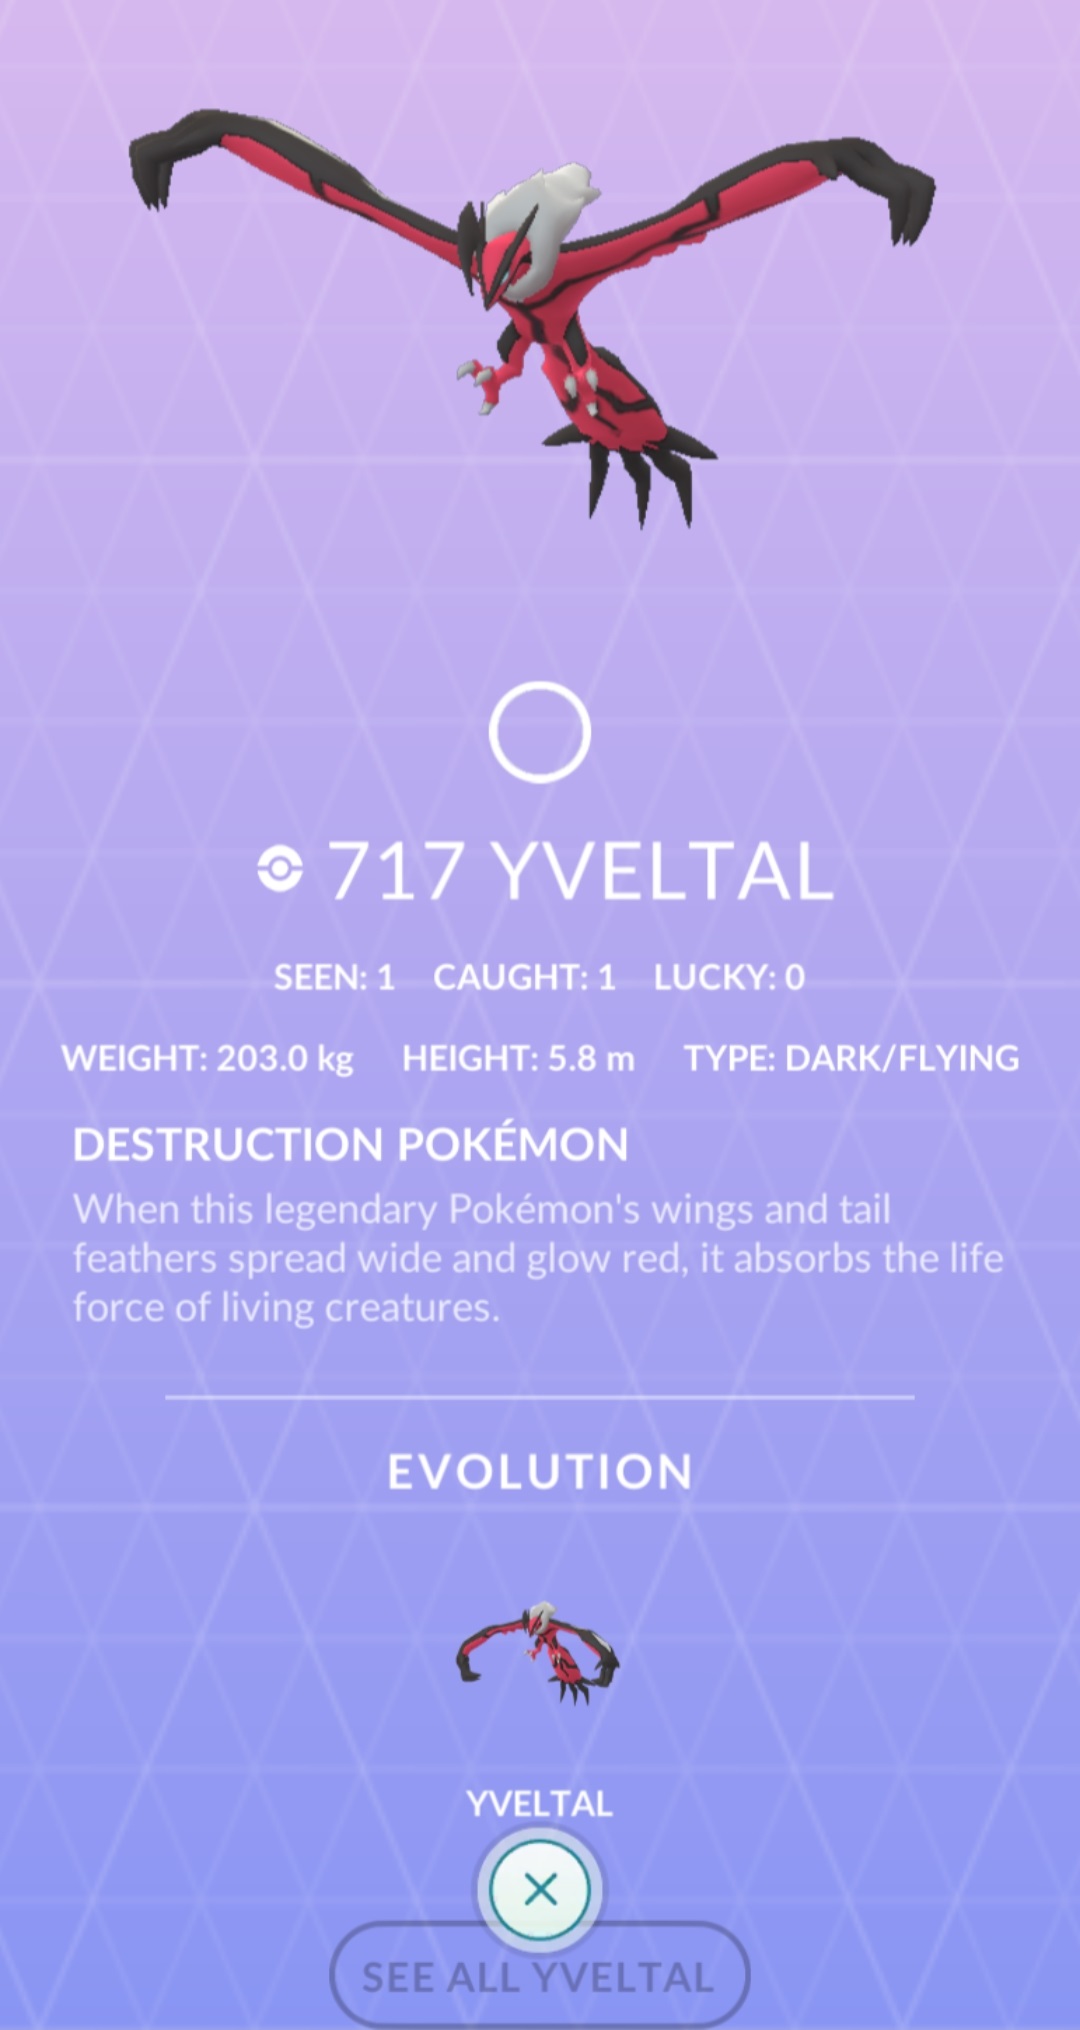 717 YVELTAL
SEEN: 1 CAUGHT: 1 LUCKY: 0
WEIGHT: 203.0 kg HEIGHT: 5.8 m TYPE: DARK/FLYING
DESTRUCTION POKÉMON
When this legendary Pokémon's wings and tail
feathers spread wide and glow red, it absorbs the life
force of living creatures.
EVOLUTION
YVELTAL
SEE ALL YVELTAL